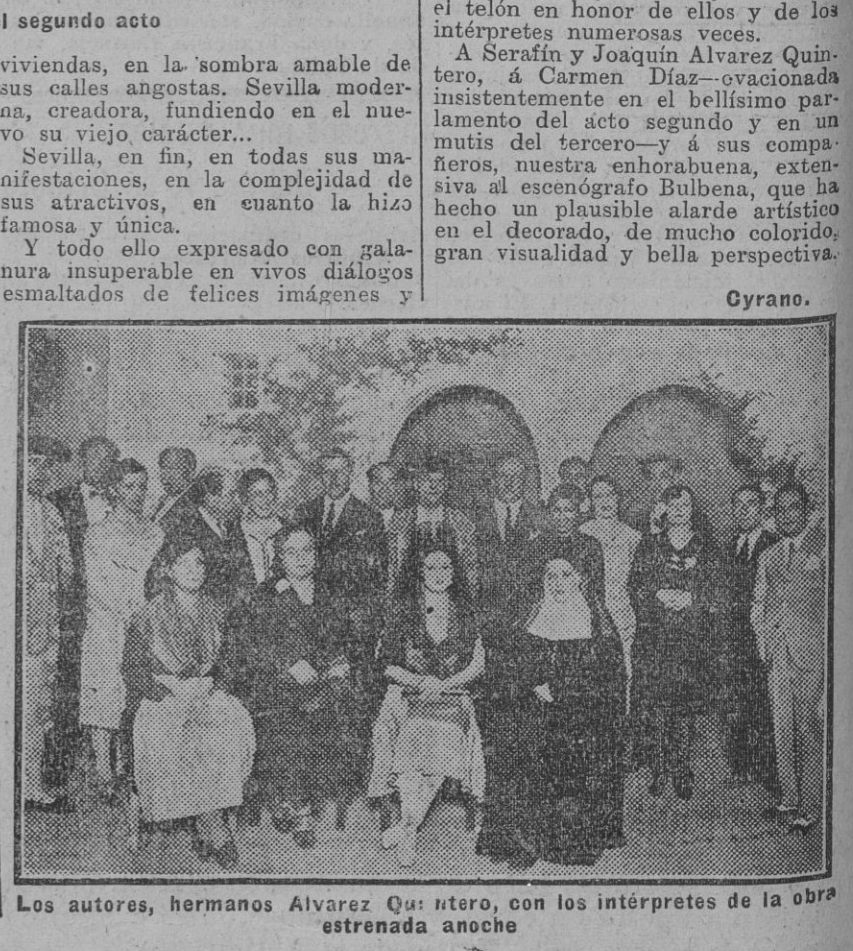 l segundo acto
viviendas, en la sombra amable de
sus calles angostas. Sevilla moder-
na, creadora, fundiendo en el nue-
vo su viejo carácter...
Sevilla, en fin, en todas sus ma-
nifestaciones, en la complejidad de
sus atractivos, en cuanto la hizo
famosa y única.
Y todo ello expresado con gala-
nura insuperable en vivos diálogos
esmaltados de felices imágenes y
el telón en honor de ellos y de los
intérpretes numerosas veces.
A Serafín y Joaquín Alvarez Quin-
tero, á Carmen Díaz—ovacionada
insistentemente en el bellísimo par-
lamento del acto segundo y en un
mutis del tercero—y á sus compa-
ñeros, nuestra enhorabuena, exten-
siva al escenógrafo Bulbena, que ha
hecho un plausible alarde artístico
en el decorado, de mucho colorido,
gran visualidad y bella perspectiva.
Cyrano.
Los autores, hermanos Alvarez Quintero, con los intérpretes de la obra
estrenada anoche